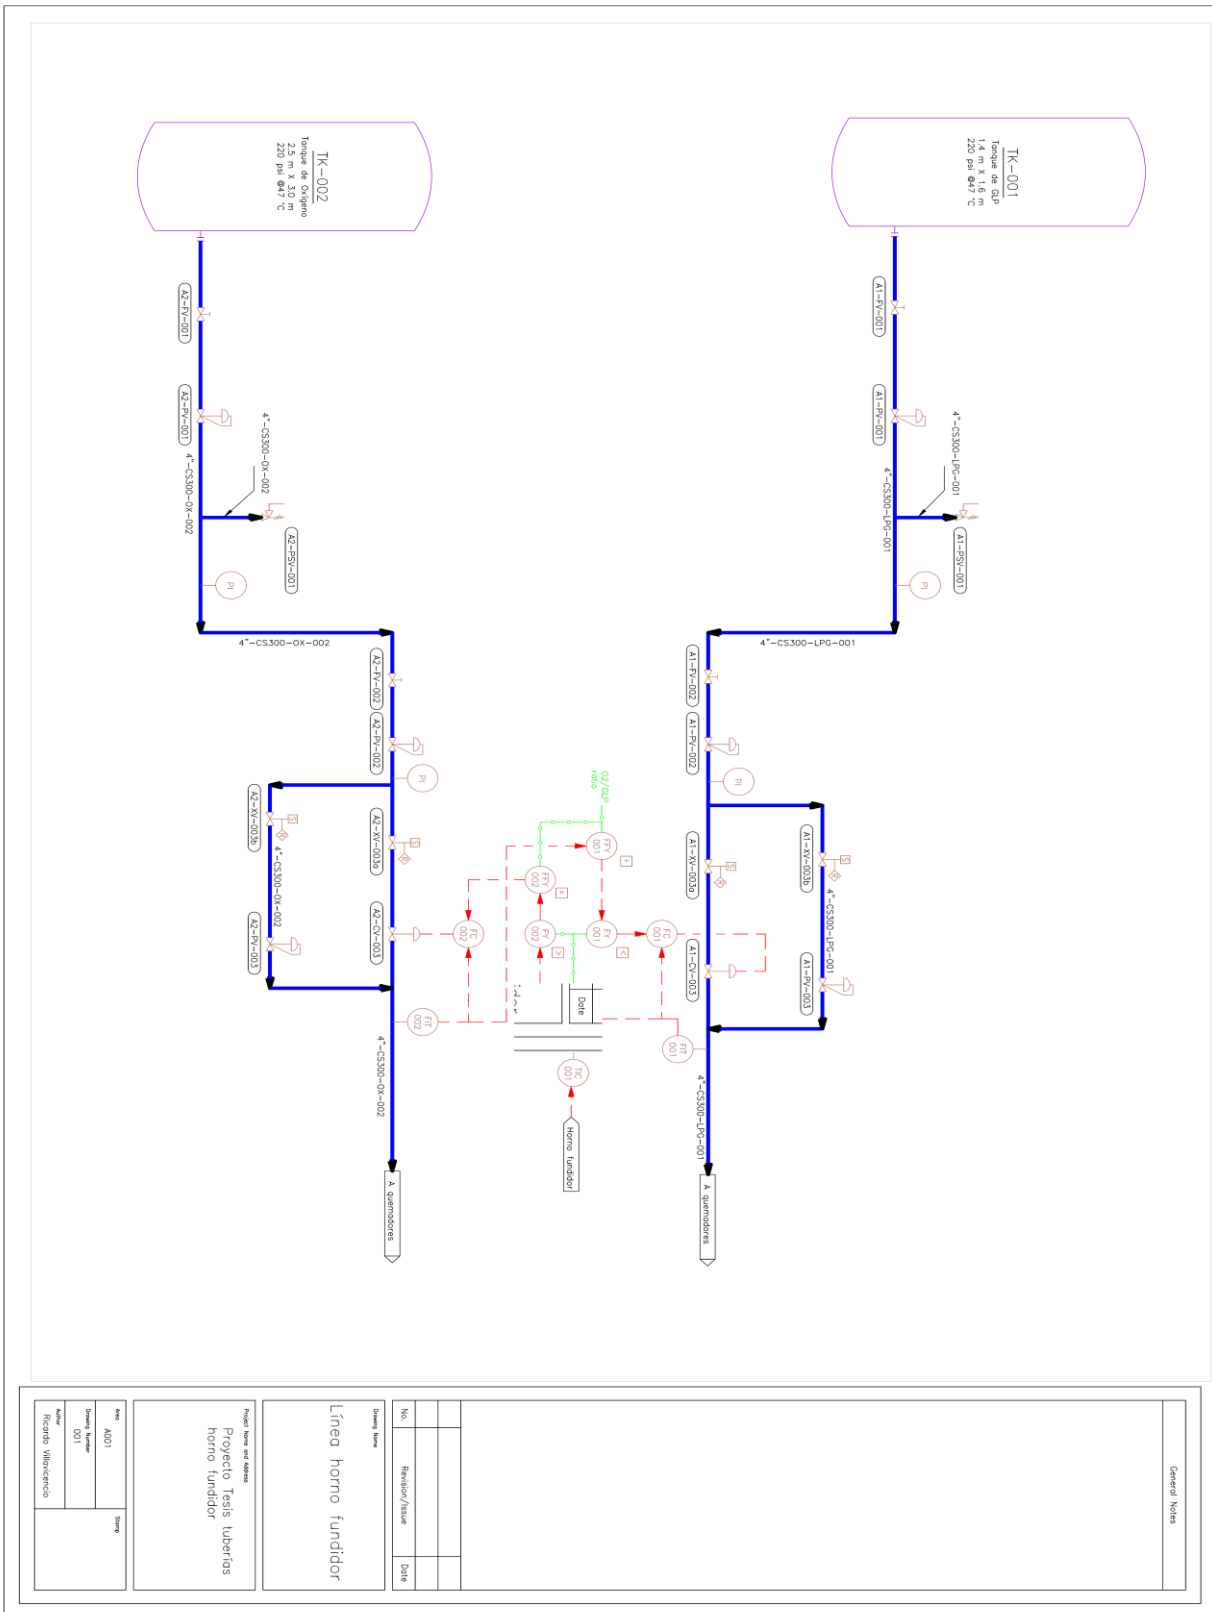 General Notes
TK-001
Tanque de GLP
1.4 m X 1.6 m
220 psi @47 °C
A1-FV-001
A1-PV-001
4"-CS300-LPG-001
4"-CS300-LPG-001
A1-PSV-001
PI
4"-CS300-LPG-001
A1-FV-002
A1-PV-002
PI
A1-XV-003b
S
R
4"-CS300-LPG-001
A1-PV-003
A1-XV-003a
S
R
A1-CV-003
FIT
001
4"-CS300-LPG-001
A quemadores
O2/GLP
ratio
FFY
001
FY
001
FC
001
FFY
002
x
FY
002
FC
002
Date
TIC
001
Horno fundidor
TK-002
Tanque de Oxígeno
2.5 m X 3.0 m
220 psi @47 °C
A2-FV-001
A2-PV-001
4"-CS300-OX-002
4"-CS300-OX-002
A2-PSV-001
PI
4"-CS300-OX-002
A2-FV-002
A2-PV-002
PI
A2-XV-003a
S
R
A2-CV-003
FIT
002
4"-CS300-OX-002
A quemadores
A2-XV-003b
S
R
4"-CS300-OX-002
A2-PV-003
No.
Revision/Issue
Date
Drawing Name
Línea horno fundidor
Project Name and Address
Proyecto Tesis tuberías
horno fundidor
Area
A001
Stamp
Drawing Number
001
Author
Ricardo Villavicencio